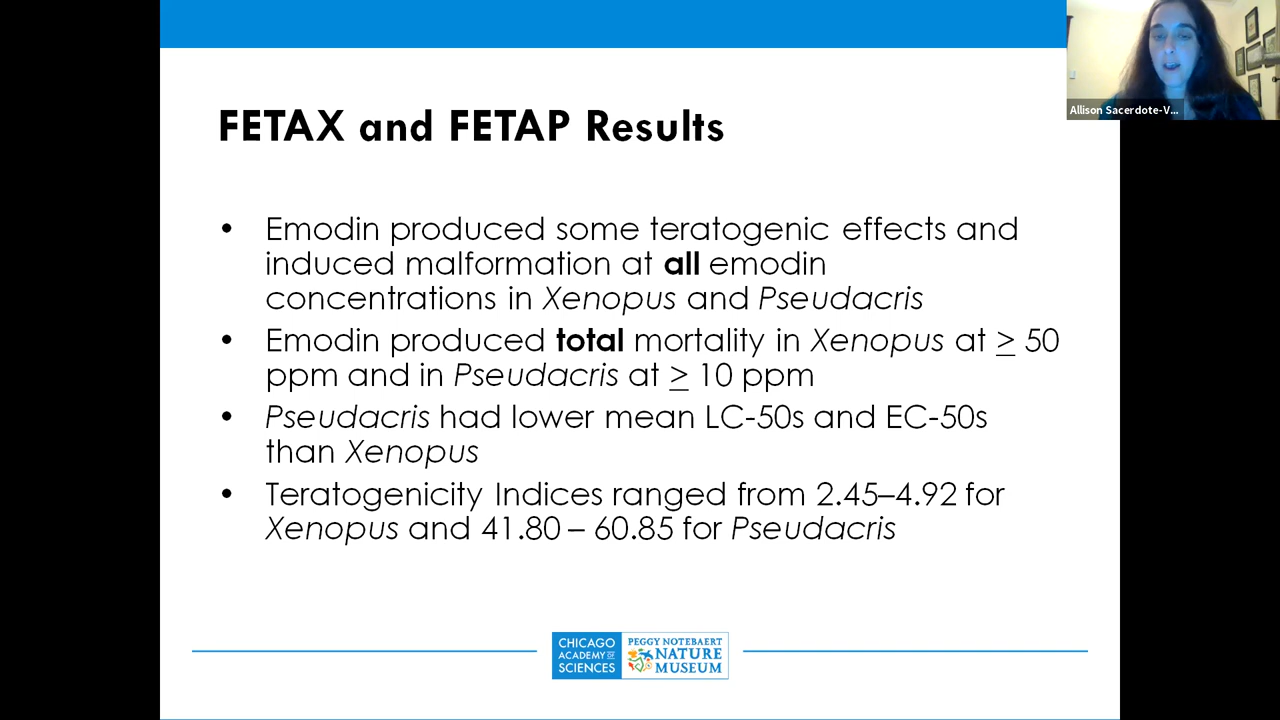 FETAX and FETAP Results
• Emodin produced some teratogenic effects and
induced malformation at all emodin
concentrations in Xenopus and Pseudacris
• Emodin produced total mortality in Xenopus at ≥ 50
ppm and in Pseudacris at ≥ 10 ppm
• Pseudacris had lower mean LC-50s and EC-50s
than Xenopus
• Teratogenicity Indices ranged from 2.45–4.92 for
Xenopus and 41.80 – 60.85 for Pseudacris
Allison Sacerdote-V...
CHICAGO
ACADEMY OF
SCIENCES
PEGGY NOTEBAERT
NATURE
MUSEUM